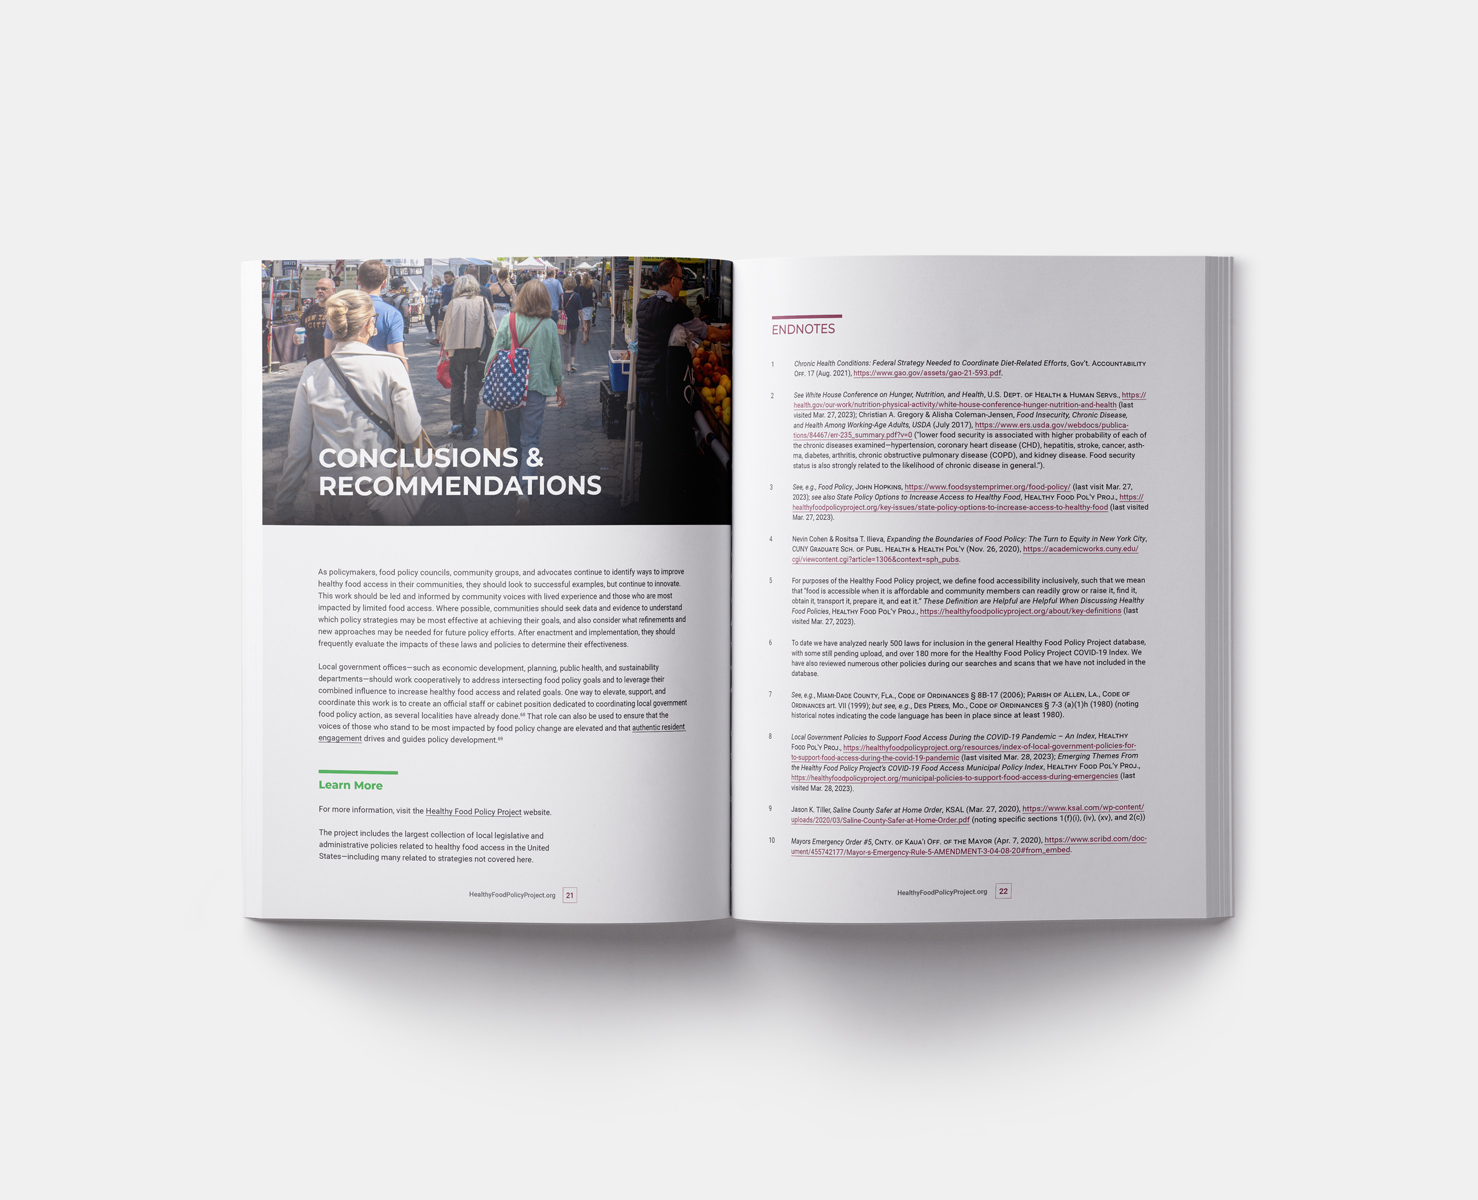 CONCLUSIONS &
RECOMMENDATIONS
As policymakers, food policy councils, community groups, and advocates continue to identify ways to improve
healthy food access in their communities, they should look to successful examples, but continue to innovate.
This work should be led and informed by community voices with lived experience and those who are most
impacted by limited food access. Where possible, communities should seek data and evidence to understand
which policy strategies may be most effective at achieving their goals, and also consider what refinements and
new approaches may be needed for future policy efforts. After enactment and implementation, they should
frequently evaluate the impacts of these laws and policies to determine their effectiveness.
Local government offices—such as economic development, planning, public health, and sustainability
departments—should work cooperatively to address intersecting food policy goals and to leverage their
combined influence to increase healthy food access and related goals. One way to elevate, support, and
coordinate this work is to create an official staff or cabinet position dedicated to coordinating local government
food policy action, as several localities have already done.⁶⁸ That role can also be used to ensure that the
voices of those who stand to be most impacted by food policy change are elevated and that authentic resident
engagement drives and guides policy development.⁶⁹
Learn More
For more information, visit the Healthy Food Policy Project website.
The project includes the largest collection of local legislative and
administrative policies related to healthy food access in the United
States—including many related to strategies not covered here.
HealthyFoodPolicyProject.org 21
ENDNOTES
1 Chronic Health Conditions: Federal Strategy Needed to Coordinate Diet-Related Efforts, Gov't. Accountability
Off. 17 (Aug. 2021), https://www.gao.gov/assets/gao-21-593.pdf.
2 See White House Conference on Hunger, Nutrition, and Health, U.S. Dept. of Health & Human Servs., https://
health.gov/our-work/nutrition-physical-activity/white-house-conference-hunger-nutrition-and-health (last
visited Mar. 27, 2023); Christian A. Gregory & Alisha Coleman-Jensen, Food Insecurity, Chronic Disease,
and Health Among Working-Age Adults, USDA (July 2017), https://www.ers.usda.gov/webdocs/publica-
tions/84467/err-235_summary.pdf?v=0 ("lower food security is associated with higher probability of each of
the chronic diseases examined—hypertension, coronary heart disease (CHD), hepatitis, stroke, cancer, asth-
ma, diabetes, arthritis, chronic obstructive pulmonary disease (COPD), and kidney disease. Food security
status is also strongly related to the likelihood of chronic disease in general.").
3 See, e.g., Food Policy, John Hopkins, https://www.foodsystemprimer.org/food-policy/ (last visit Mar. 27,
2023); see also State Policy Options to Increase Access to Healthy Food, Healthy Food Pol'y Proj., https://
healthyfoodpolicyproject.org/key-issues/state-policy-options-to-increase-access-to-healthy-food (last visited
Mar. 27, 2023).
4 Nevin Cohen & Rositsa T. Ilieva, Expanding the Boundaries of Food Policy: The Turn to Equity in New York City,
CUNY Graduate Sch. of Publ. Health & Health Pol'y (Nov. 26, 2020), https://academicworks.cuny.edu/
cgi/viewcontent.cgi?article=1306&context=sph_pubs.
5 For purposes of the Healthy Food Policy project, we define food accessibility inclusively, such that we mean
that "food is accessible when it is affordable and community members can readily grow or raise it, find it,
obtain it, transport it, prepare it, and eat it." These Definition are Helpful are Helpful When Discussing Healthy
Food Policies, Healthy Food Pol'y Proj., https://healthyfoodpolicyproject.org/about/key-definitions (last
visited Mar. 27, 2023).
6 To date we have analyzed nearly 500 laws for inclusion in the general Healthy Food Policy Project database,
with some still pending upload, and over 180 more for the Healthy Food Policy Project COVID-19 Index. We
have also reviewed numerous other policies during our searches and scans that we have not included in the
database.
7 See, e.g., Miami-Dade County, Fla., Code of Ordinances § 8B-17 (2006); Parish of Allen, La., Code of
Ordinances art. VII (1999); but see, e.g., Des Peres, Mo., Code of Ordinances § 7-3 (a)(1)h (1980) (noting
historical notes indicating the code language has been in place since at least 1980).
8 Local Government Policies to Support Food Access During the COVID-19 Pandemic – An Index, Healthy
Food Pol'y Proj., https://healthyfoodpolicyproject.org/resources/index-of-local-government-policies-for-
to-support-food-access-during-the-covid-19-pandemic (last visited Mar. 28, 2023); Emerging Themes From
the Healthy Food Policy Project's COVID-19 Food Access Municipal Policy Index, Healthy Food Pol'y Proj.,
https://healthyfoodpolicyproject.org/municipal-policies-to-support-food-access-during-emergencies (last
visited Mar. 28, 2023).
9 Jason K. Tiller, Saline County Safer at Home Order, KSAL (Mar. 27, 2020), https://www.ksal.com/wp-content/
uploads/2020/03/Saline-County-Safer-at-Home-Order.pdf (noting specific sections 1(f)(i), (iv), (xv), and 2(c))
10 Mayors Emergency Order #5, Cnty. of Kaua'i Off. of the Mayor (Apr. 7, 2020), https://www.scribd.com/doc-
ument/455742177/Mayor-s-Emergency-Rule-5-AMENDMENT-3-04-08-20#from_embed.
HealthyFoodPolicyProject.org 22